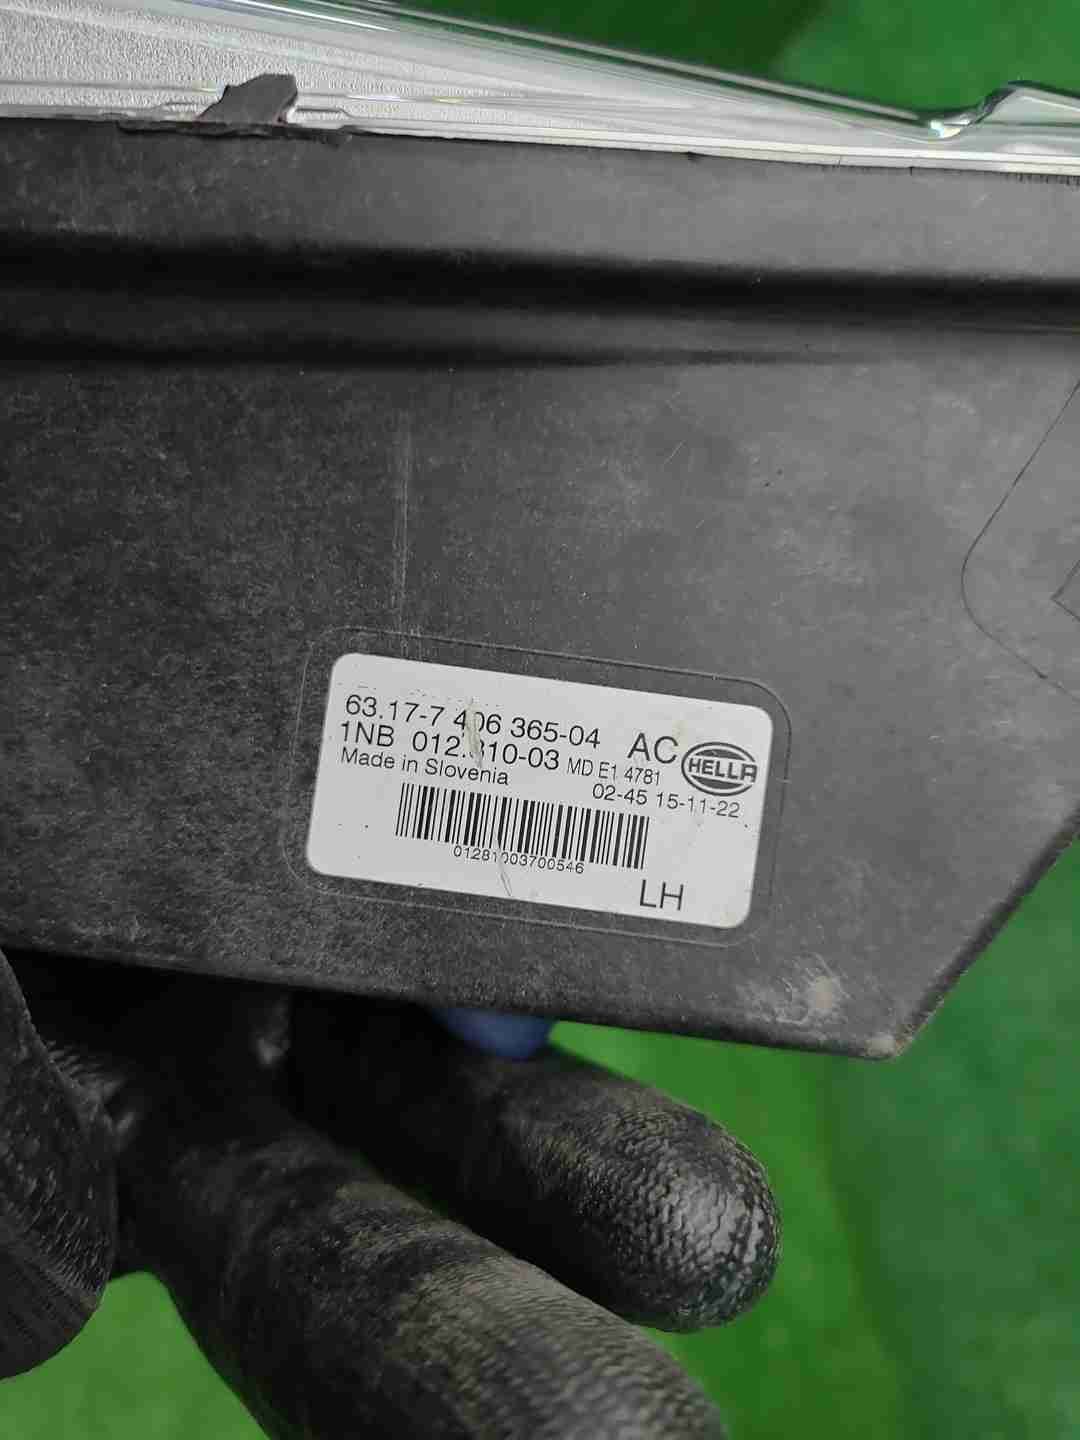 63.17-7 406 365-04 AC
1NB 012.810-03 MD E1 4781
HELLA
Made in Slovenia 02-45 15-11-22
01281003700546
LH